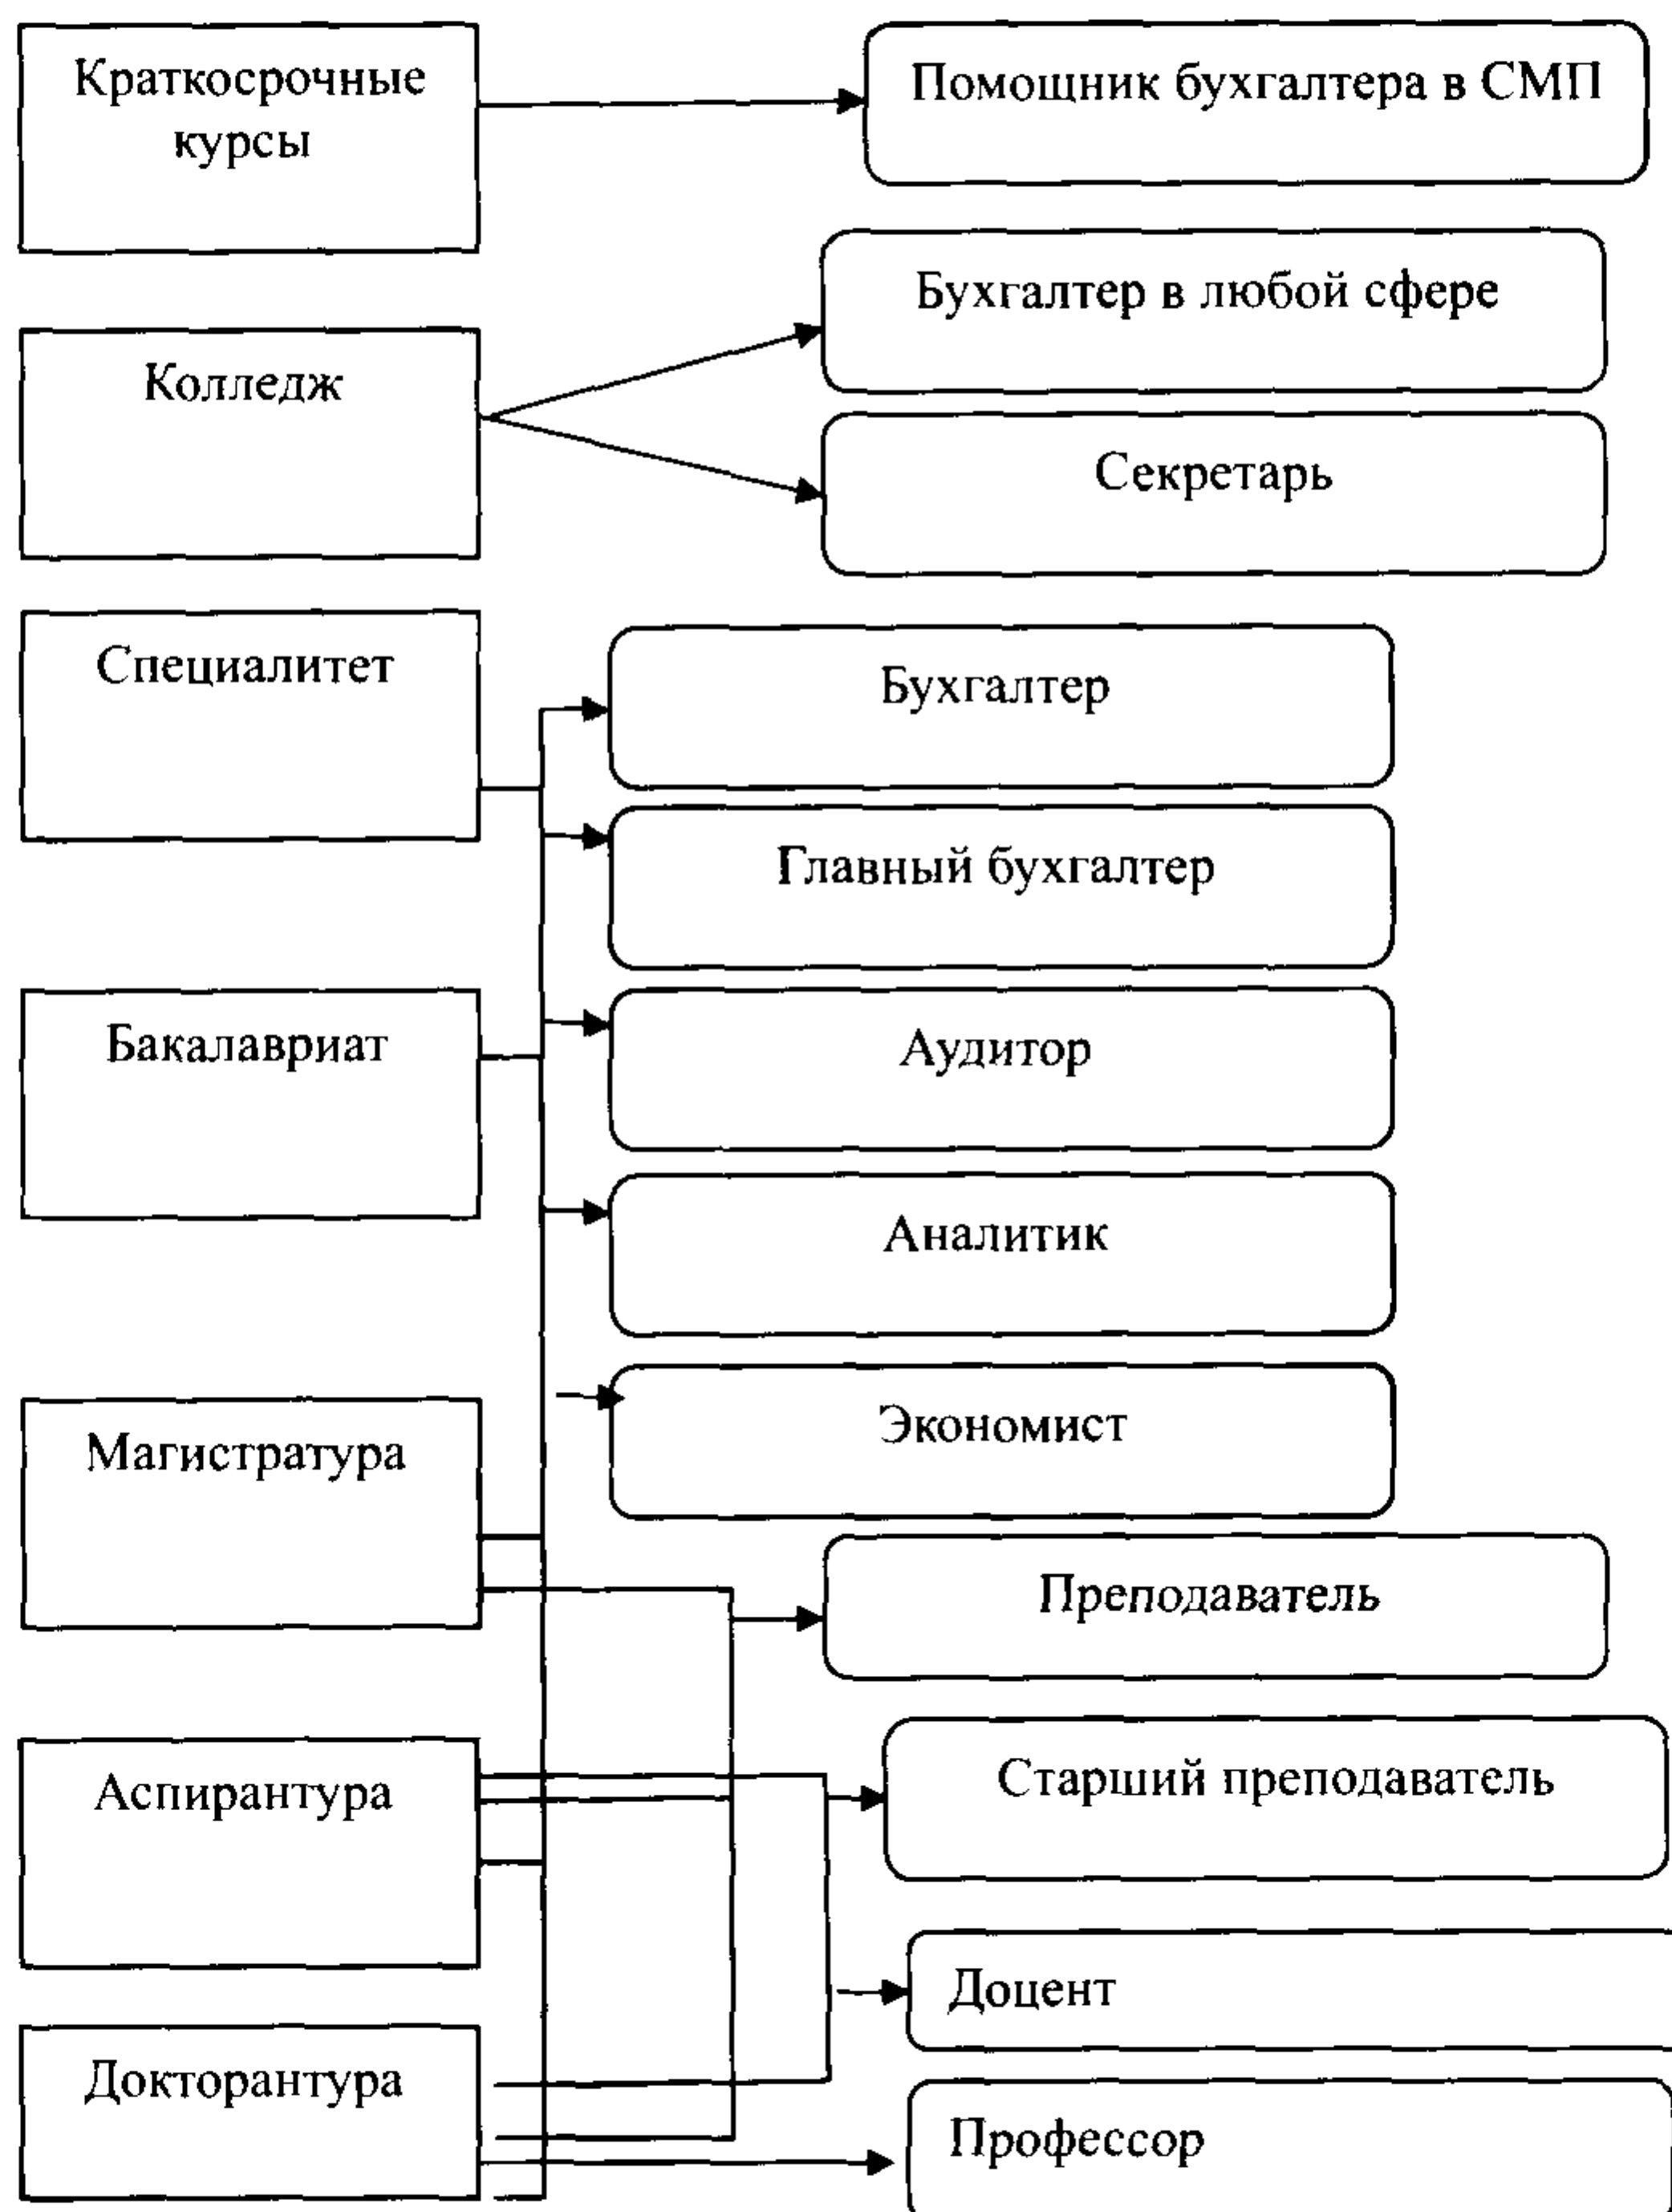 Краткосрочные
курсы
Помощник бухгалтера в СМП
Бухгалтер в любой сфере
Колледж
Секретарь
Специалитет
Бухгалтер
Главный бухгалтер
Бакалавриат
Аудитор
Аналитик
Экономист
Магистратура
Преподаватель
Аспирантура
Старший преподаватель
Доцент
Докторантура
Профессор